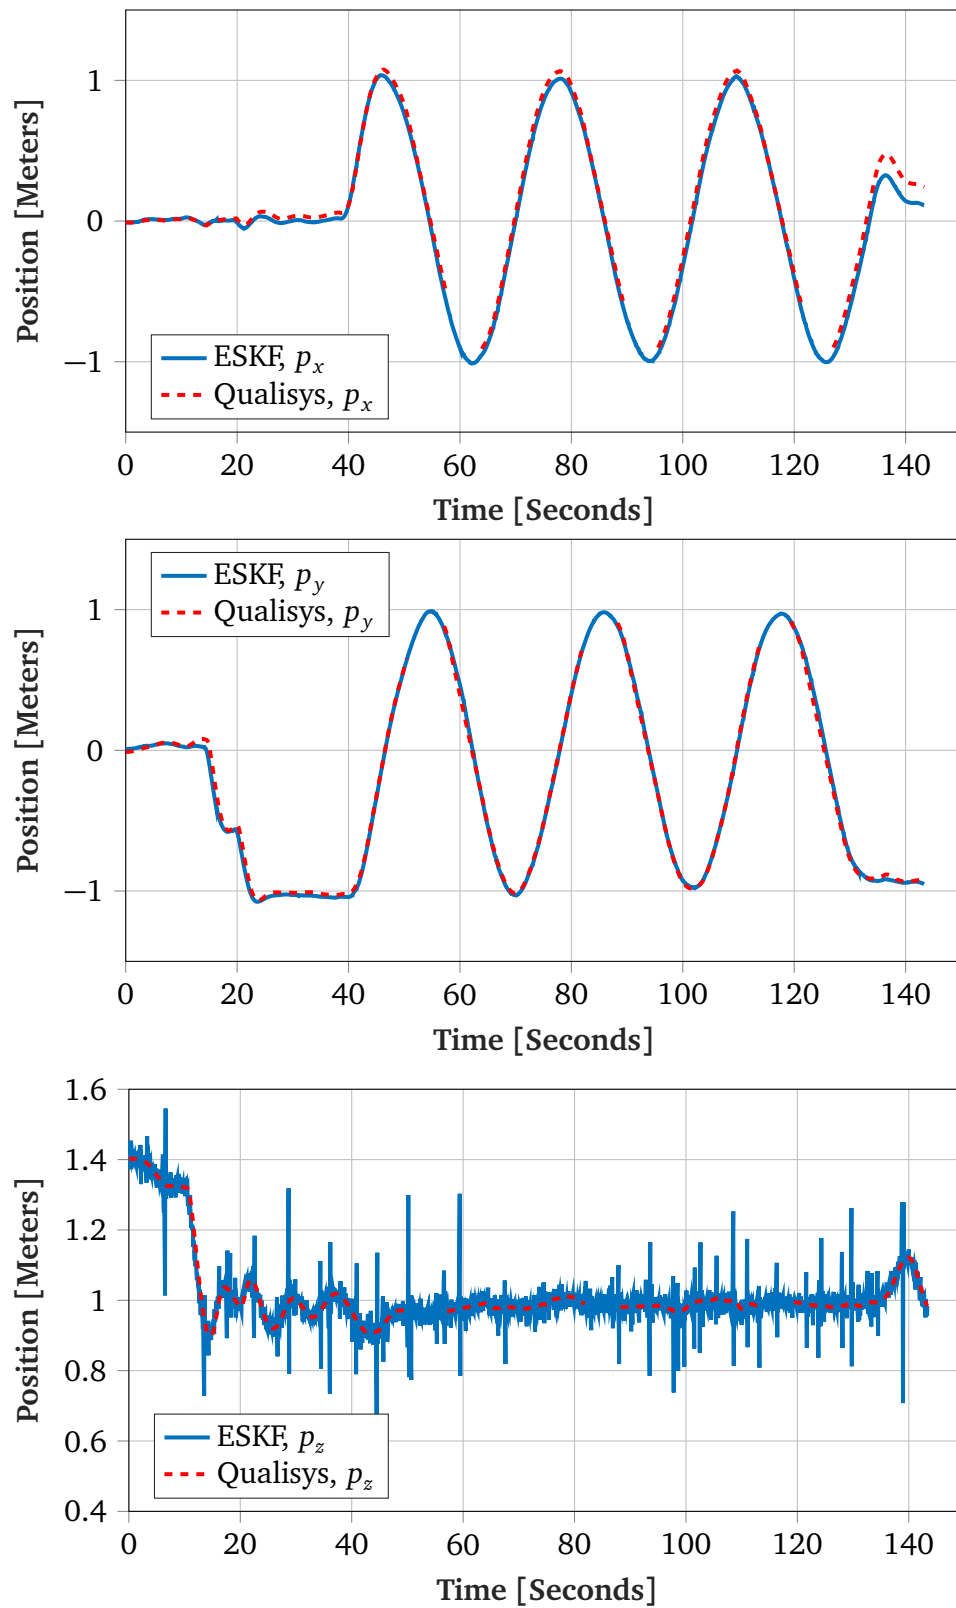 1
0
−1
Position [Meters]
ESKF, p_x
Qualisys, p_x
0 20 40 60 80 100 120 140
Time [Seconds]
ESKF, p_y
Qualisys, p_y
1
0
−1
Position [Meters]
0 20 40 60 80 100 120 140
Time [Seconds]
1.6
1.4
1.2
1
0.8
0.6
0.4
Position [Meters]
ESKF, p_z
Qualisys, p_z
0 20 40 60 80 100 120 140
Time [Seconds]